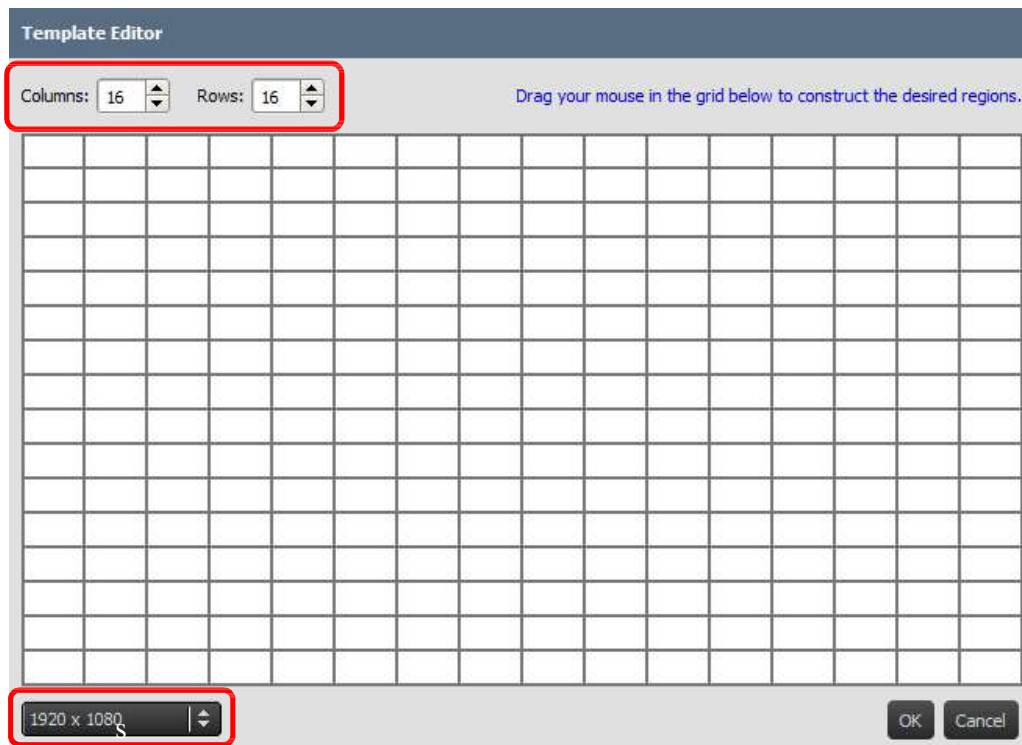 Template Editor
Columns: 16 Rows: 16 Drag your mouse in the grid below to construct the desired regions.
1920 x 1080 OK Cancel
s